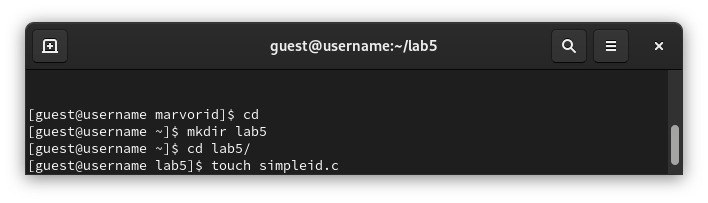 guest@username:~/lab5
[guest@username marvorid]$ cd
[guest@username ~]$ mkdir lab5
[guest@username ~]$ cd lab5/
[guest@username lab5]$ touch simpleid.c